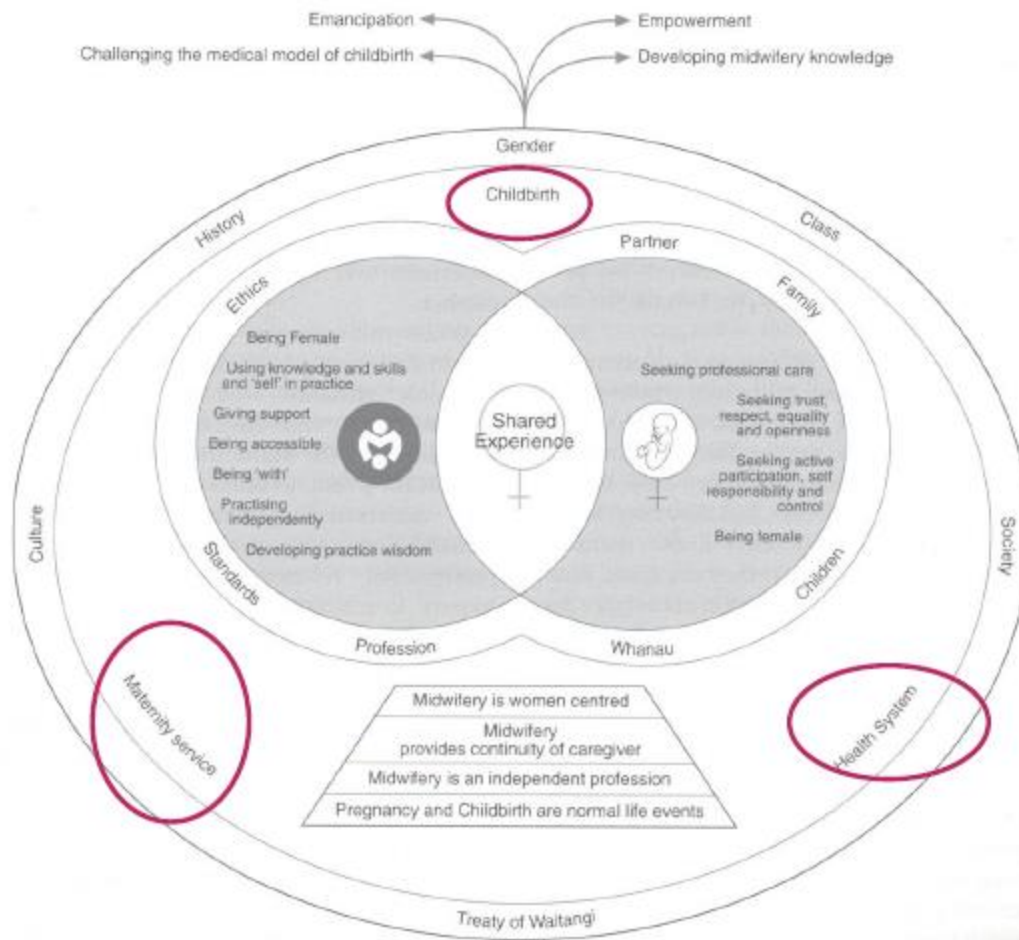 Emancipation
Empowerment
Challenging the medical model of childbirth
Developing midwifery knowledge
Gender
Childbirth
History
Class
Partner
Ethics
Family
Being Female
Using knowledge and skills
and 'self' in practice
Giving support
Being accessible
Being 'with'
Practising
independently
Developing practice wisdom
Shared
Experience
Seeking professional care
Seeking trust,
respect, equality
and openness
Seeking active
participation, self
responsibility and
control
Being female
Culture
Society
Standards
Children
Profession
Whanau
Maternity service
Health System
Midwifery is women centred
Midwifery
provides continuity of caregiver
Midwifery is an independent profession
Pregnancy and Childbirth are normal life events
Treaty of Waitangi